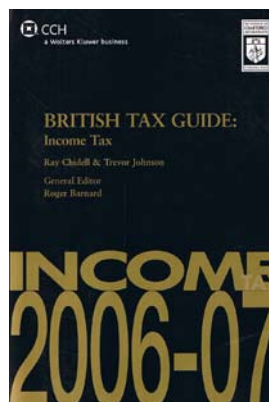 CCH
a Wolters Kluwer business
BRITISH TAX GUIDE:
Income Tax
Ray Chidell & Trevor Johnson
General Editor
Roger Barnard
INCOME
TAX
2006-07